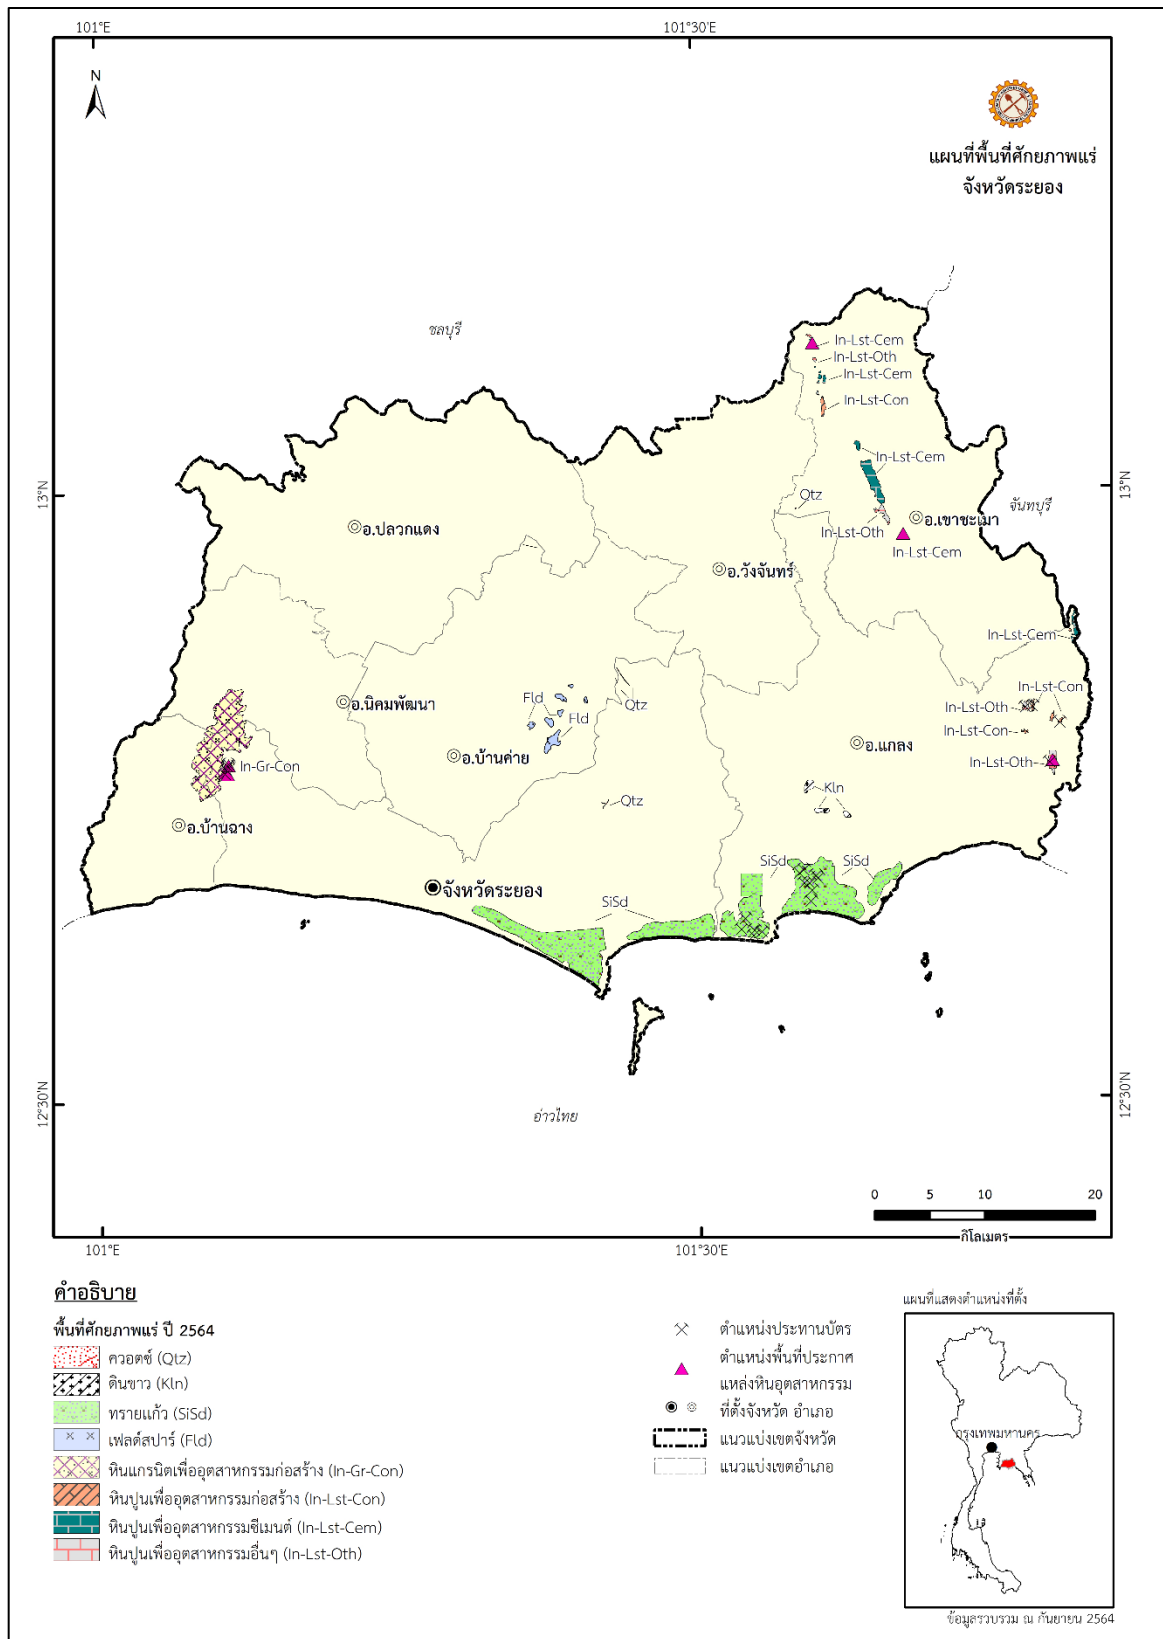 101°E
101°30'E
N
แผนที่พื้นที่ศักยภาพแร่
จังหวัดระยอง
ชลบุรี
In-Lst-Cem
In-Lst-Oth
In-Lst-Cem
In-Lst-Con
In-Lst-Cem
13°N
13°N
Qtz
จันทบุรี
In-Lst-Oth
อ.เขาชะเมา
อ.ปลวกแดง
In-Lst-Cem
อ.วังจันทร์
In-Lst-Cem
In-Lst-Con
อ.นิคมพัฒนา
Fld
Qtz
In-Lst-Oth
Fld
In-Lst-Con
อ.แกลง
อ.บ้านค่าย
In-Gr-Con
In-Lst-Oth
Kln
Qtz
อ.บ้านฉาง
SiSd
SiSd
จังหวัดระยอง
SiSd
12°30'N
12°30'N
อ่าวไทย
0 5 10 20
กิโลเมตร
101°E
101°30'E
คำอธิบาย
พื้นที่ศักยภาพแร่ ปี 2564
ควอตซ์ (Qtz)
ดินขาว (Kln)
ทรายแก้ว (SiSd)
เฟลด์สปาร์ (Fld)
หินแกรนิตเพื่ออุตสาหกรรมก่อสร้าง (In-Gr-Con)
หินปูนเพื่ออุตสาหกรรมก่อสร้าง (In-Lst-Con)
หินปูนเพื่ออุตสาหกรรมซีเมนต์ (In-Lst-Cem)
หินปูนเพื่ออุตสาหกรรมอื่นๆ (In-Lst-Oth)
ตำแหน่งประทานบัตร
ตำแหน่งพื้นที่ประกาศ
แหล่งหินอุตสาหกรรม
ที่ตั้งจังหวัด อำเภอ
แนวแบ่งเขตจังหวัด
แนวแบ่งเขตอำเภอ
แผนที่แสดงตำแหน่งที่ตั้ง
กรุงเทพมหานคร
ข้อมูลรวบรวม ณ กันยายน 2564